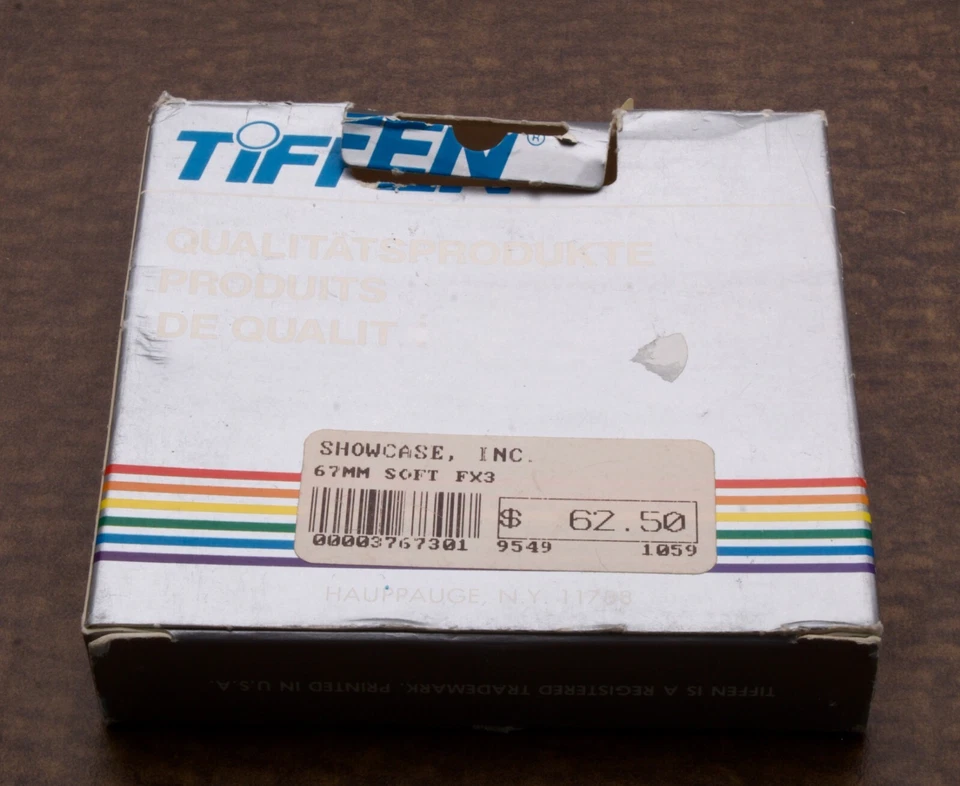 TIFFEN®
QUALITÄTSPRODUKTE
PRODUITS
DE QUALIT
SHOWCASE, INC.
67MM SOFT FX3
00003767301
$ 62.50
9549 1059
HAUPPAUGE, N.Y. 11788
TIFFEN IS A REGISTERED TRADEMARK. PRINTED IN U.S.A.